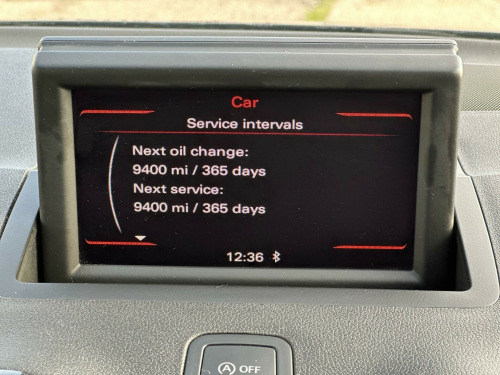 Car
Service intervals
Next oil change:
9400 mi / 365 days
Next service:
9400 mi / 365 days
12:36
A OFF